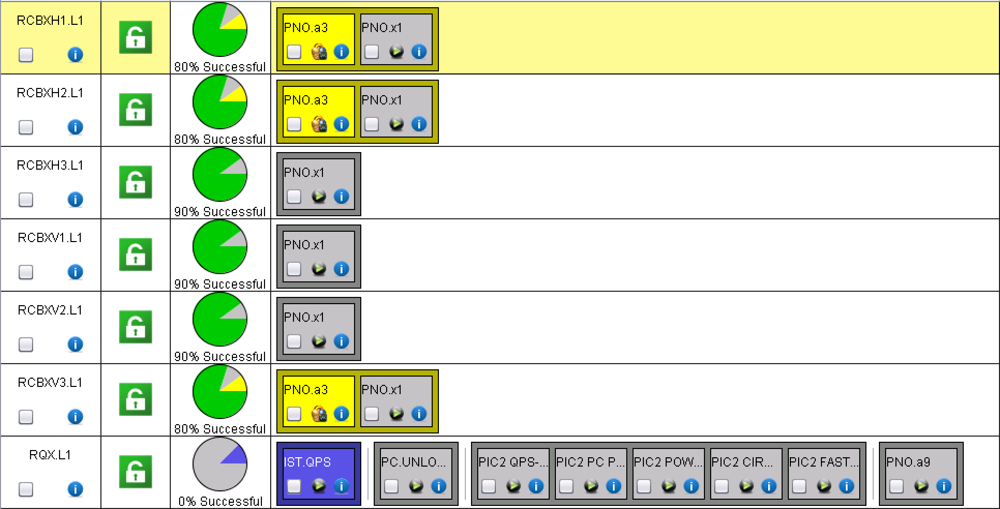 RCBXH1.L1
80% Successful
PNO.a3 PNO.x1
RCBXH2.L1
80% Successful
PNO.a3 PNO.x1
RCBXH3.L1
90% Successful
PNO.x1
RCBXV1.L1
90% Successful
PNO.x1
RCBXV2.L1
90% Successful
PNO.x1
RCBXV3.L1
80% Successful
PNO.a3 PNO.x1
RQX.L1
0% Successful
IST.QPS PC.UNLO... PIC2 QPS-... PIC2 PC P... PIC2 POW... PIC2 CIR... PIC2 FAST... PNO.a9